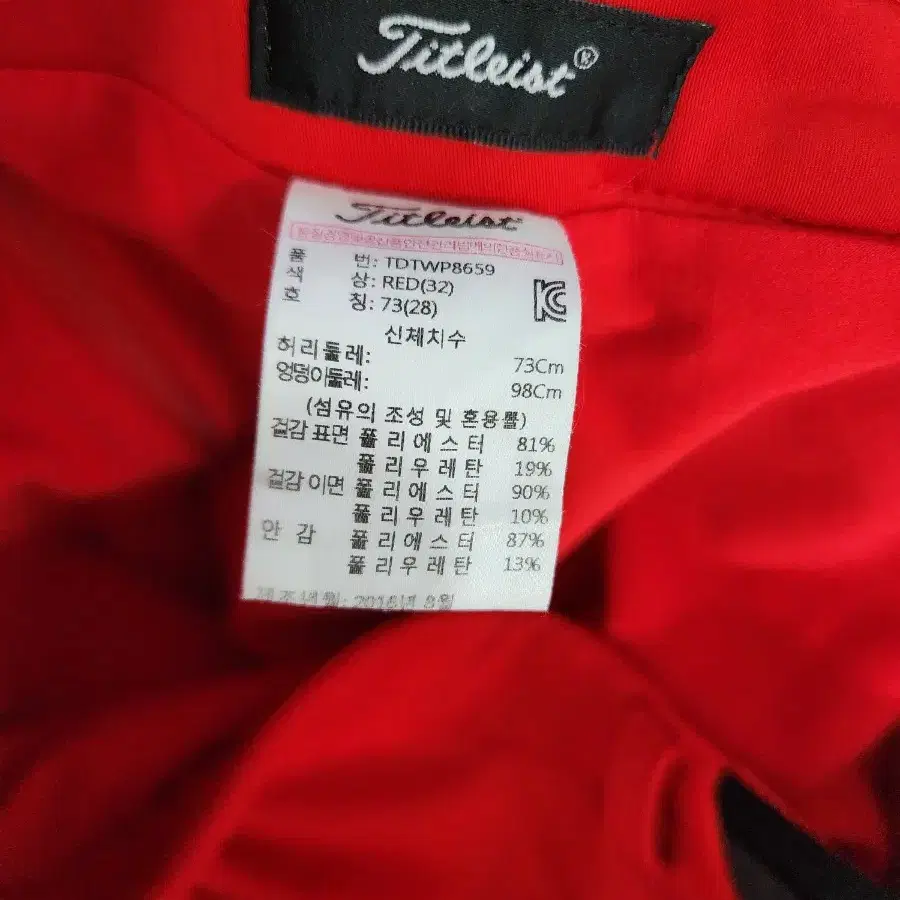 Titleist®
Titleist
품 번: TDTWP8659
색 상: RED(32)
호 칭: 73(28)
신체치수
허리둘레: 73Cm
엉덩이둘레: 98Cm
(섬유의 조성 및 혼용률)
겉감 표면 폴리에스터 81%
폴리우레탄 19%
겉감 이면 폴리에스터 90%
폴리우레탄 10%
안 감 폴리에스터 87%
폴리우레탄 13%
제조년월: